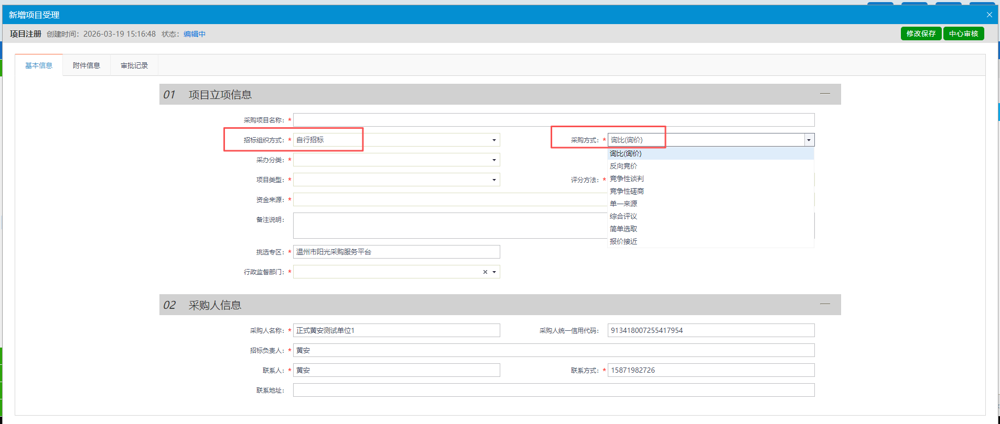 新增项目受理
项目注册 创建时间: 2026-03-19 15:16:48 状态: 编辑中 修改保存 中心审核
基本信息 附件信息 审批记录
01 项目立项信息
采购项目名称: *
招标组织方式: * 自行招标 采购方式: * 询比(询价)
询比(询价)
采办分类: *
反向竞价
项目类型: * 评分方法: * 竞争性谈判
竞争性磋商
资金来源: * 单一来源
备注说明: 综合评议
简单选取
报价接近
挑选专区: * 温州市阳光采购服务平台
行政监督部门: *
02 采购人信息
采购人名称: * 正式黄安测试单位1 采购人统一信用代码: 913418007255417954
招标负责人: * 黄安
联系人: * 黄安 联系方式: * 15871982726
联系地址: